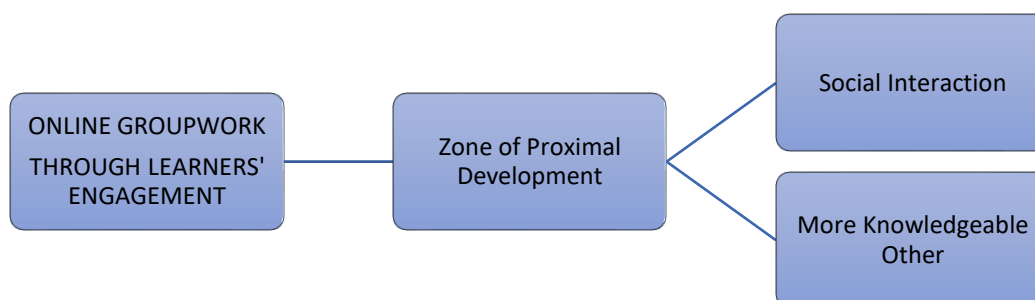 ONLINE GROUPWORK
THROUGH LEARNERS'
ENGAGEMENT
Zone of Proximal
Development
Social Interaction
More Knowledgeable
Other